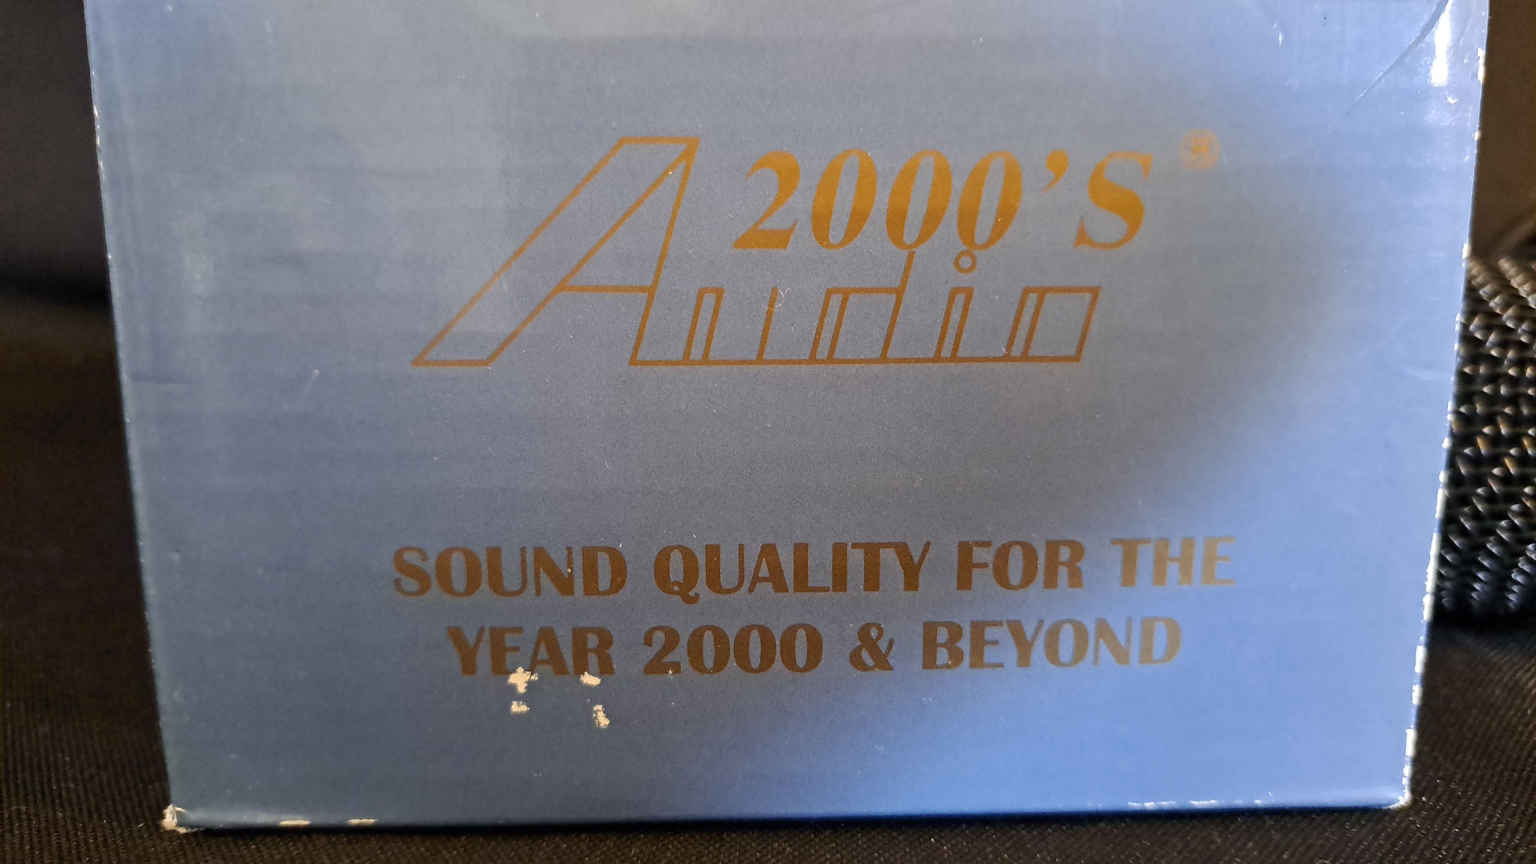 2000'S®
Audio
SOUND QUALITY FOR THE
YEAR 2000 & BEYOND